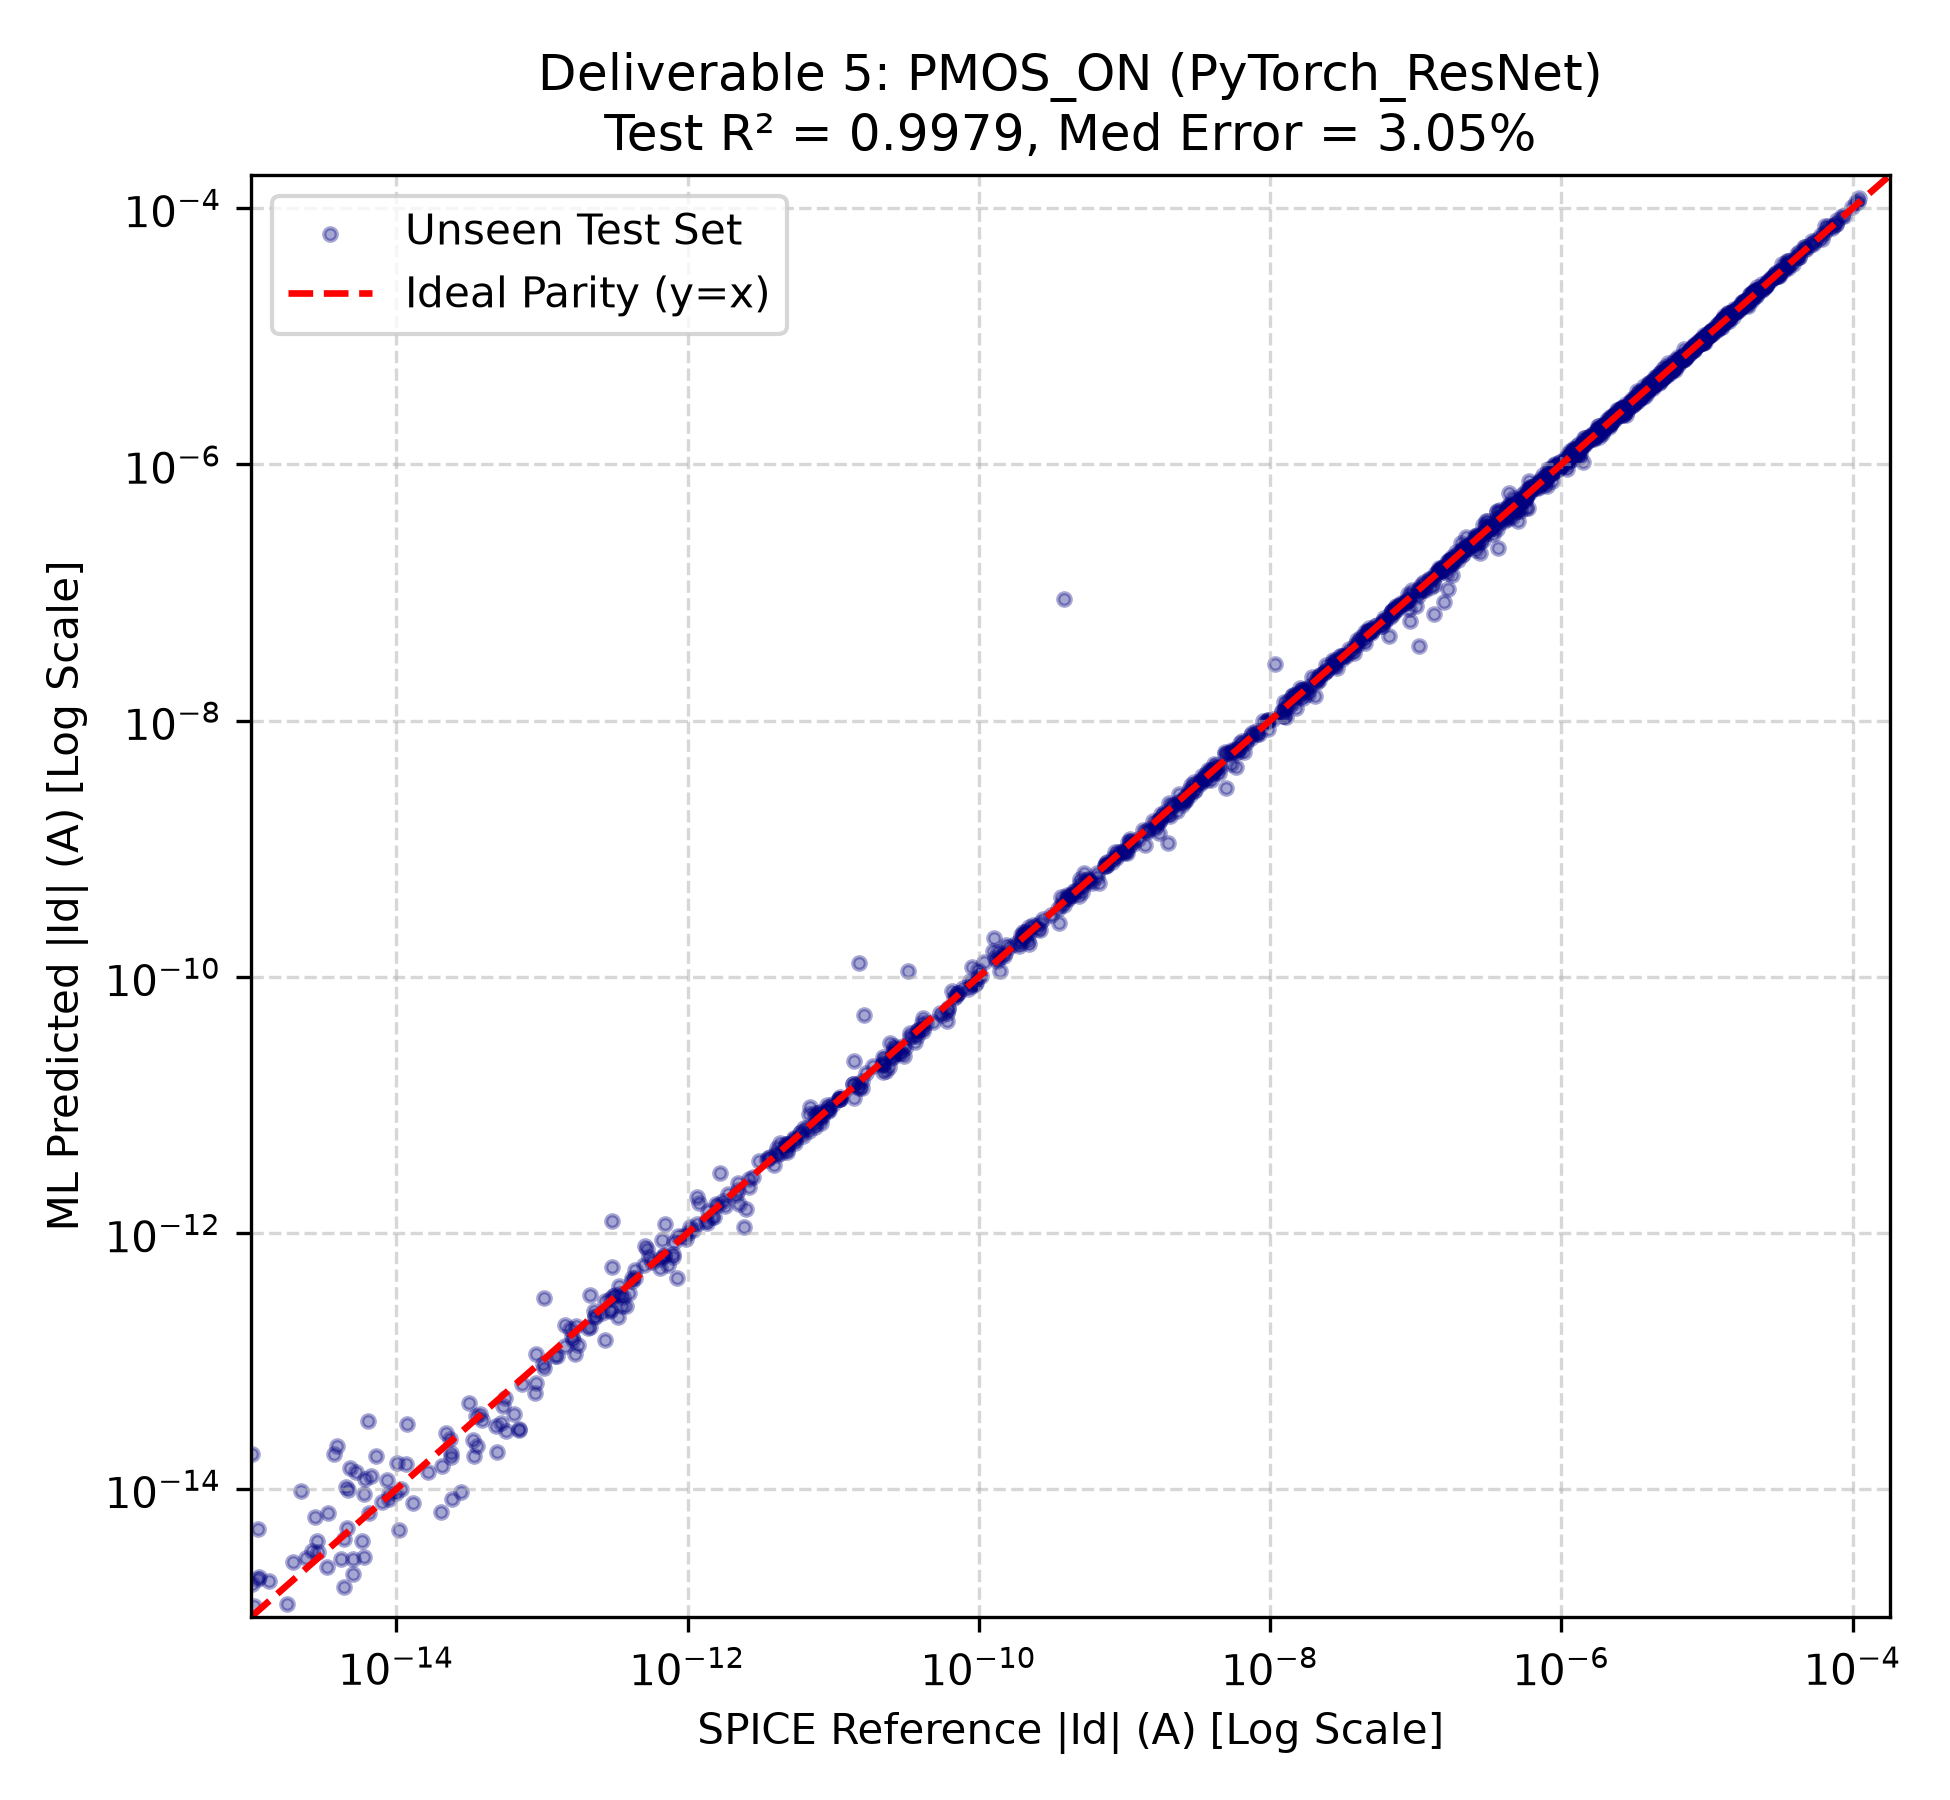 Deliverable 5: PMOS_ON (PyTorch_ResNet)
Test R² = 0.9979, Med Error = 3.05%
Unseen Test Set
Ideal Parity (y=x)
ML Predicted |Id| (A) [Log Scale]
10⁻⁴
10⁻⁶
10⁻⁸
10⁻¹⁰
10⁻¹²
10⁻¹⁴
10⁻¹⁴ 10⁻¹² 10⁻¹⁰ 10⁻⁸ 10⁻⁶ 10⁻⁴
SPICE Reference |Id| (A) [Log Scale]